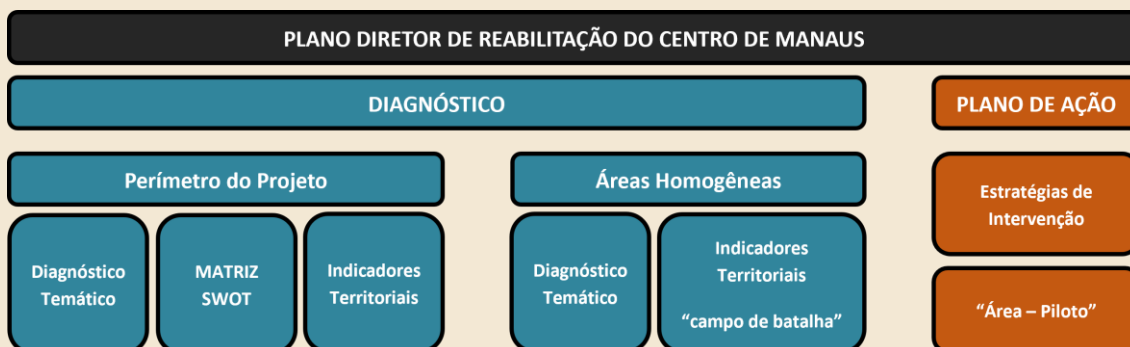 PLANO DIRETOR DE REABILITAÇÃO DO CENTRO DE MANAUS
DIAGNÓSTICO
PLANO DE AÇÃO
Perímetro do Projeto
Áreas Homogêneas
Estratégias de
Intervenção
Diagnóstico
Temático
MATRIZ
SWOT
Indicadores
Territoriais
Diagnóstico
Temático
Indicadores
Territoriais
“campo de batalha”
“Área – Piloto”